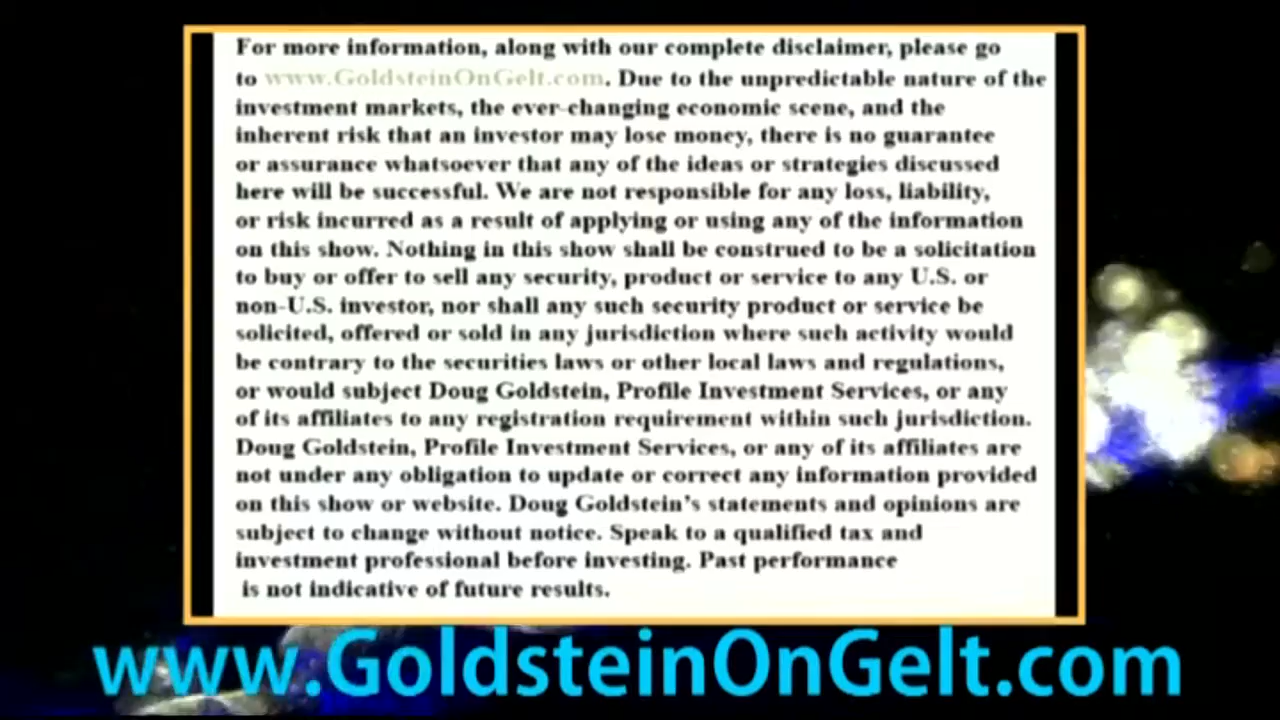 For more information, along with our complete disclaimer, please go
to www.GoldsteinOnGelt.com. Due to the unpredictable nature of the
investment markets, the ever-changing economic scene, and the
inherent risk that an investor may lose money, there is no guarantee
or assurance whatsoever that any of the ideas or strategies discussed
here will be successful. We are not responsible for any loss, liability,
or risk incurred as a result of applying or using any of the information
on this show. Nothing in this show shall be construed to be a solicitation
to buy or offer to sell any security, product or service to any U.S. or
non-U.S. investor, nor shall any such security product or service be
solicited, offered or sold in any jurisdiction where such activity would
be contrary to the securities laws or other local laws and regulations,
or would subject Doug Goldstein, Profile Investment Services, or any
of its affiliates to any registration requirement within such jurisdiction.
Doug Goldstein, Profile Investment Services, or any of its affiliates are
not under any obligation to update or correct any information provided
on this show or website. Doug Goldstein's statements and opinions are
subject to change without notice. Speak to a qualified tax and
investment professional before investing. Past performance
is not indicative of future results.
www.GoldsteinOnGelt.com